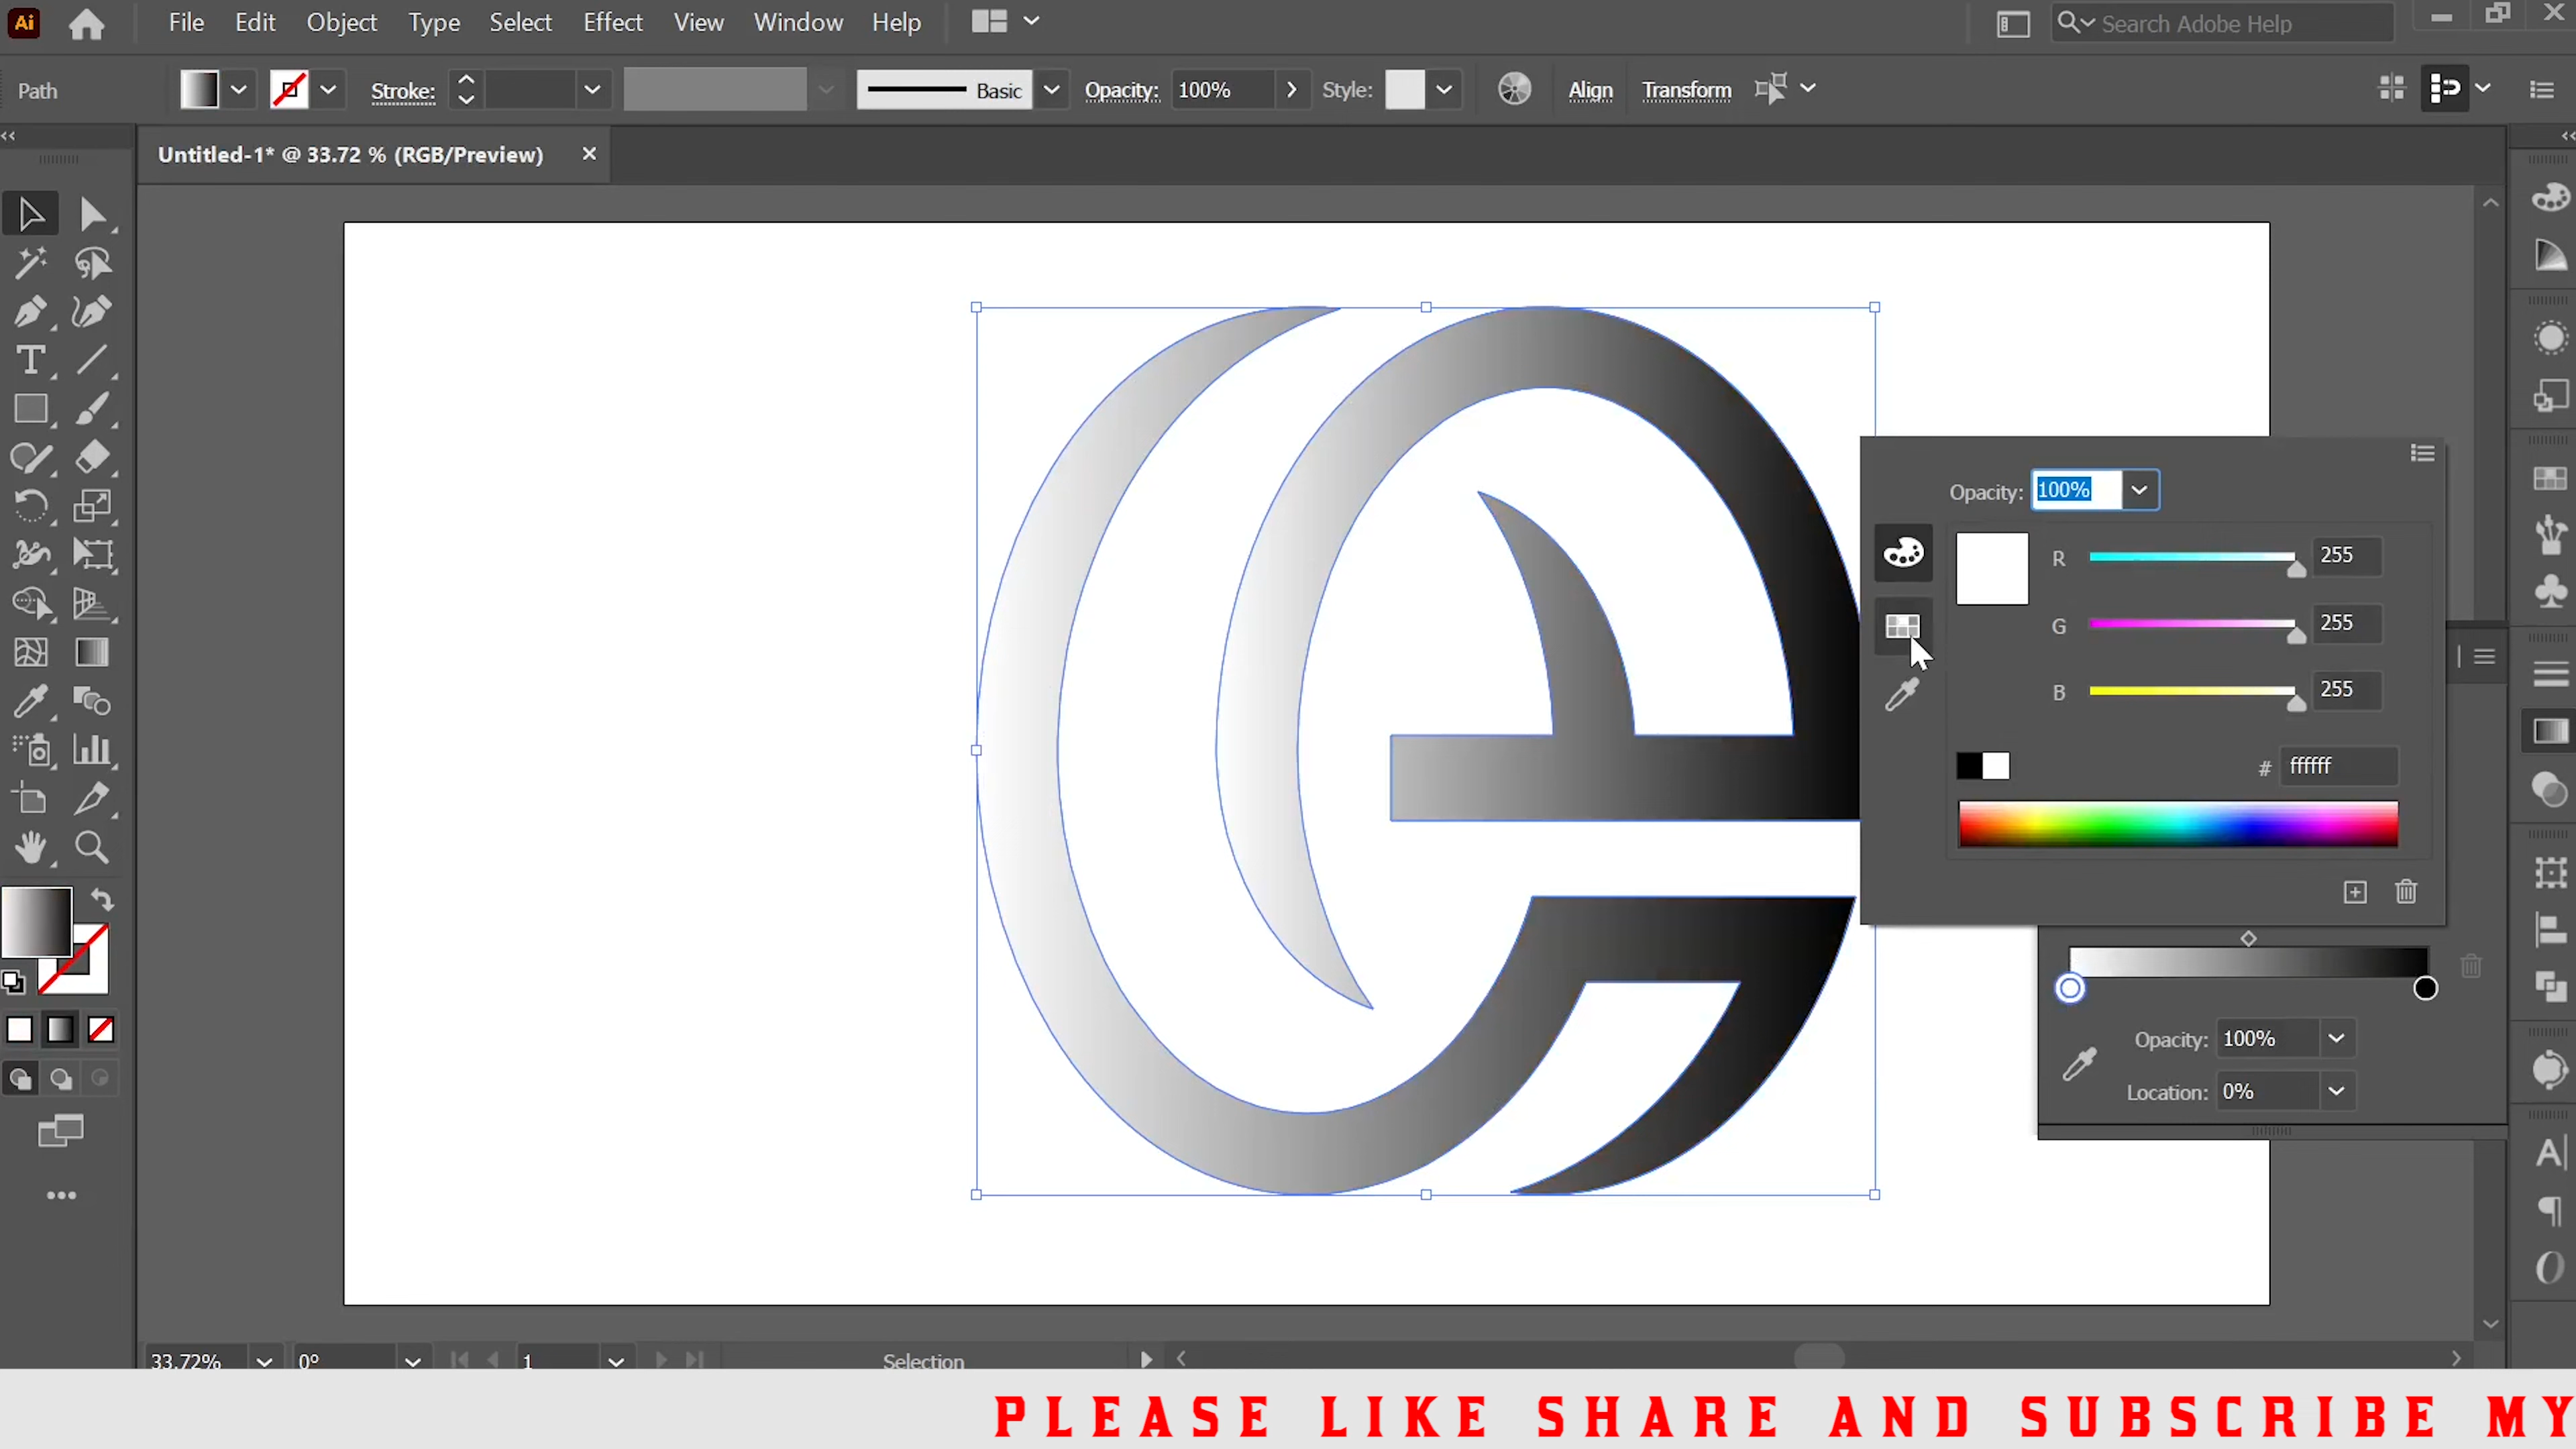 Ai File Edit Object Type Select Effect View Window Help Search Adobe Help
Path Stroke: Basic Opacity: 100% Style: Align Transform
Untitled-1* @ 33.72 % (RGB/Preview)
Opacity: 100%
R 255
G 255
B 255
# ffffff
Opacity: 100%
Location: 0%
33.72% 0° 1 Selection
PLEASE LIKE SHARE AND SUBSCRIBE MY